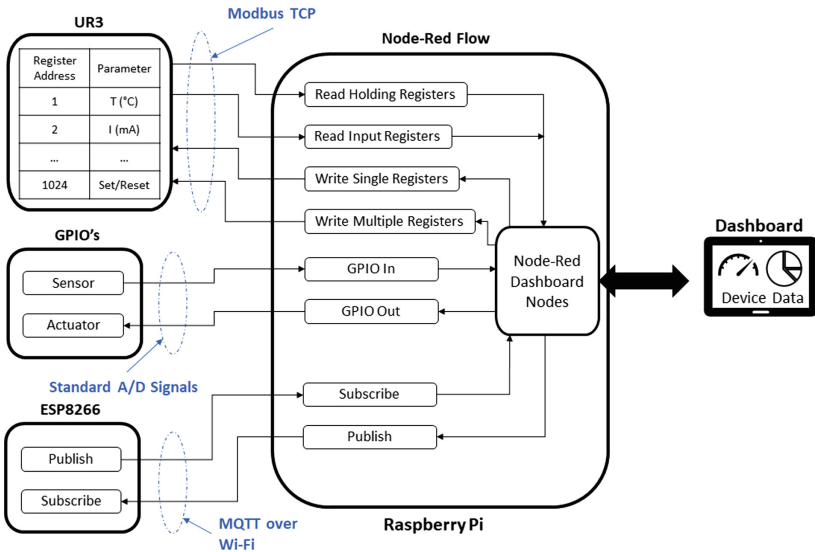 UR3
Modbus TCP
Node-Red Flow
Register Address Parameter
1 T (°C)
2 I (mA)
... ...
1024 Set/Reset
Read Holding Registers
Read Input Registers
Write Single Registers
Write Multiple Registers
GPIO's
Sensor
Actuator
GPIO In
GPIO Out
Node-Red
Dashboard
Nodes
Dashboard
Device Data
Standard A/D Signals
ESP8266
Publish
Subscribe
Subscribe
Publish
MQTT over
Wi-Fi
Raspberry Pi